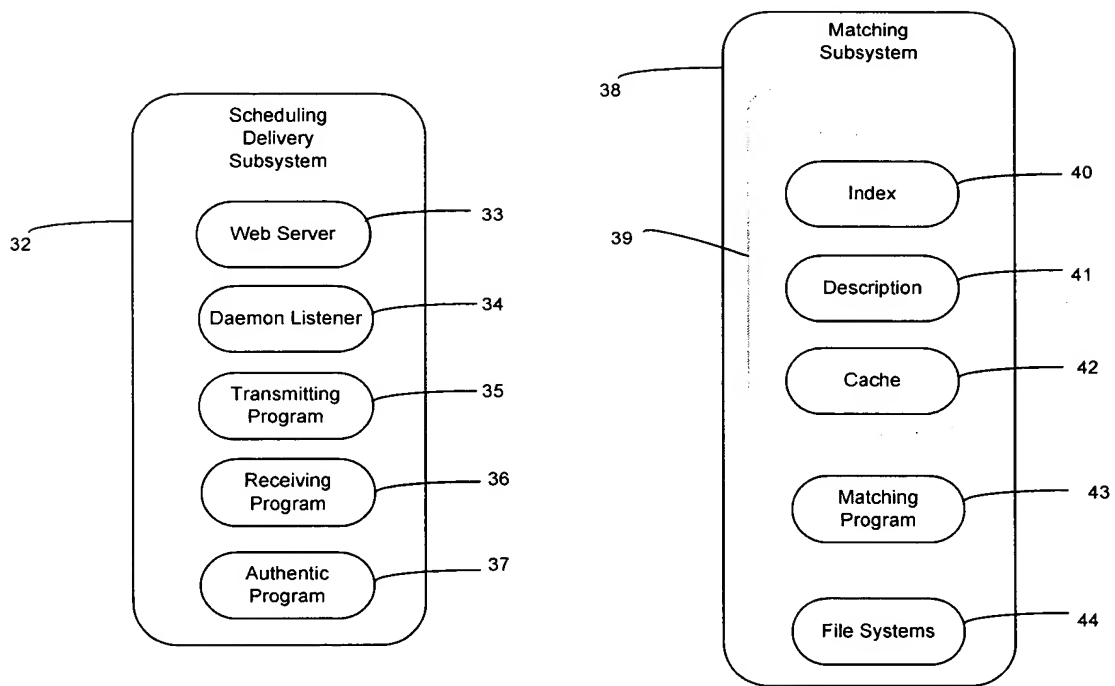 Scheduling
Delivery
Subsystem
32
Web Server
33
Daemon Listener
34
Transmitting
Program
35
Receiving
Program
36
Authentic
Program
37
Matching
Subsystem
38
39
Index
40
Description
41
Cache
42
Matching
Program
43
File Systems
44